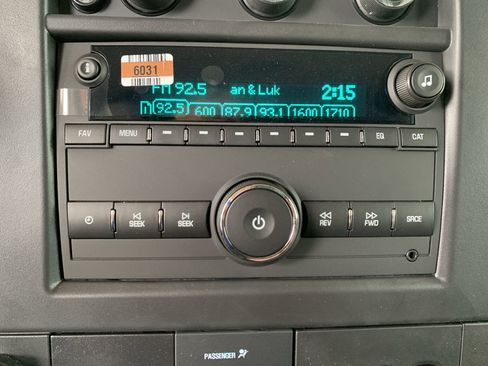 6031
FM 92.5 an & Luk 2:15
92.5 600 87.9 93.1 1600 1710
FAV MENU EQ CAT
SEEK SEEK REV FWD SRCE
PASSENGER